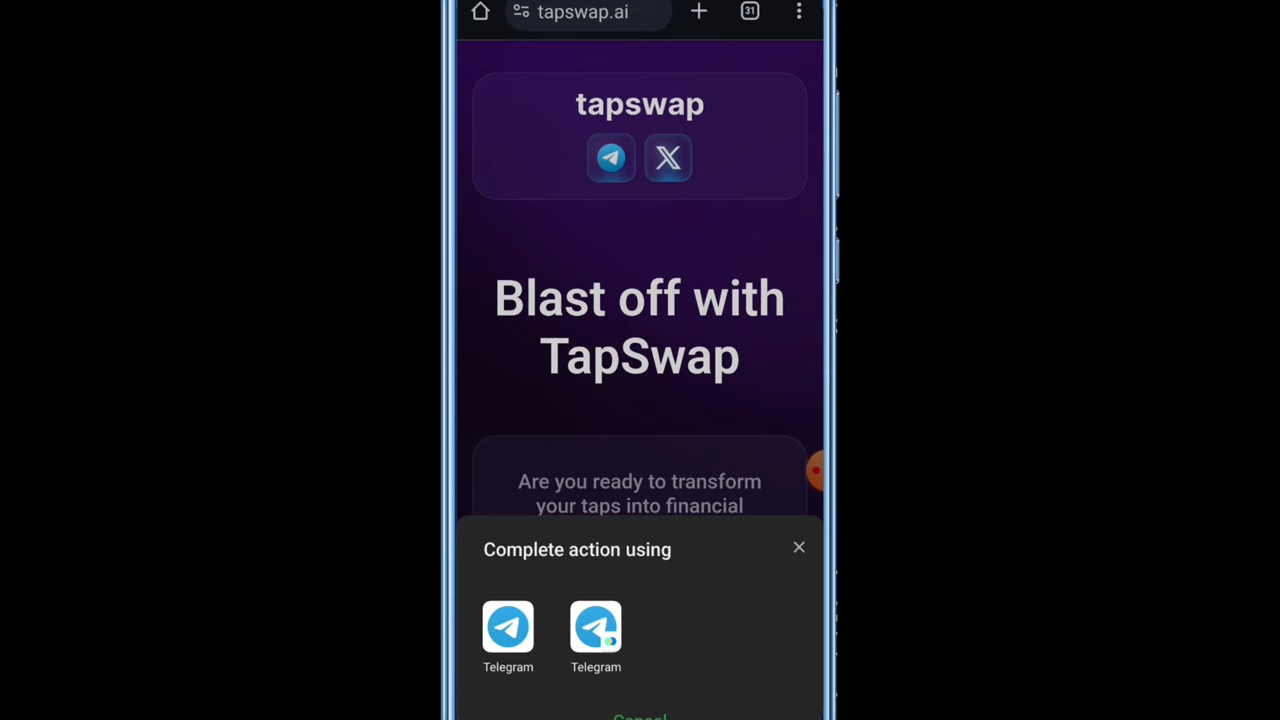 tapswap.ai
31
tapswap
Blast off with
TapSwap
Are you ready to transform
your taps into financial
Complete action using
Telegram
Telegram
Cancel